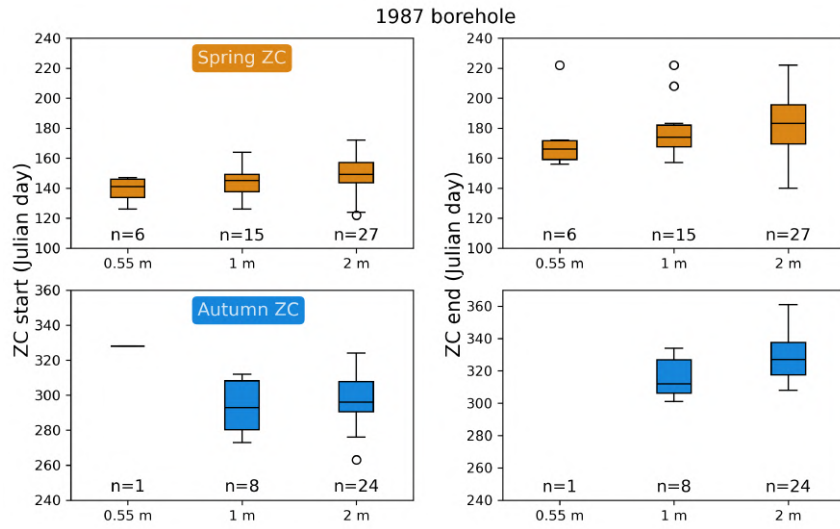 1987 borehole
ZC start (Julian day)
240
220
200
180
160
140
120
100
Spring ZC
n=6
n=15
n=27
0.55 m
1 m
2 m
ZC end (Julian day)
240
220
200
180
160
140
120
100
n=6
n=15
n=27
0.55 m
1 m
2 m
360
340
320
300
280
260
240
Autumn ZC
n=1
n=8
n=24
0.55 m
1 m
2 m
360
340
320
300
280
260
240
n=1
n=8
n=24
0.55 m
1 m
2 m